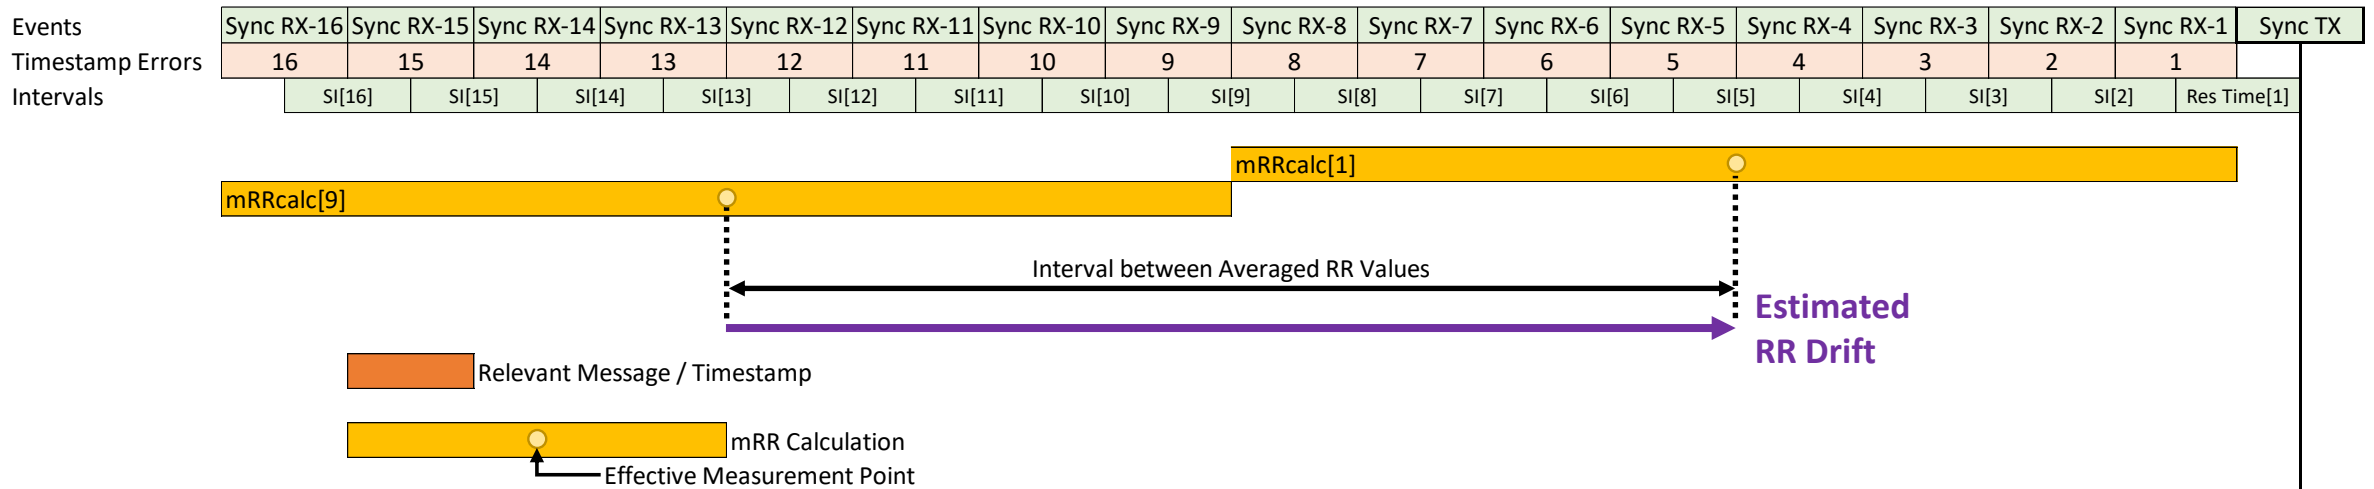 Events Sync RX-16 Sync RX-15 Sync RX-14 Sync RX-13 Sync RX-12 Sync RX-11 Sync RX-10 Sync RX-9 Sync RX-8 Sync RX-7 Sync RX-6 Sync RX-5 Sync RX-4 Sync RX-3 Sync RX-2 Sync RX-1 Sync TX
Timestamp Errors 16 15 14 13 12 11 10 9 8 7 6 5 4 3 2 1
Intervals SI[16] SI[15] SI[14] SI[13] SI[12] SI[11] SI[10] SI[9] SI[8] SI[7] SI[6] SI[5] SI[4] SI[3] SI[2] Res Time[1]
mRRcalc[1]
mRRcalc[9]
Interval between Averaged RR Values
Estimated
RR Drift
Relevant Message / Timestamp
mRR Calculation
Effective Measurement Point